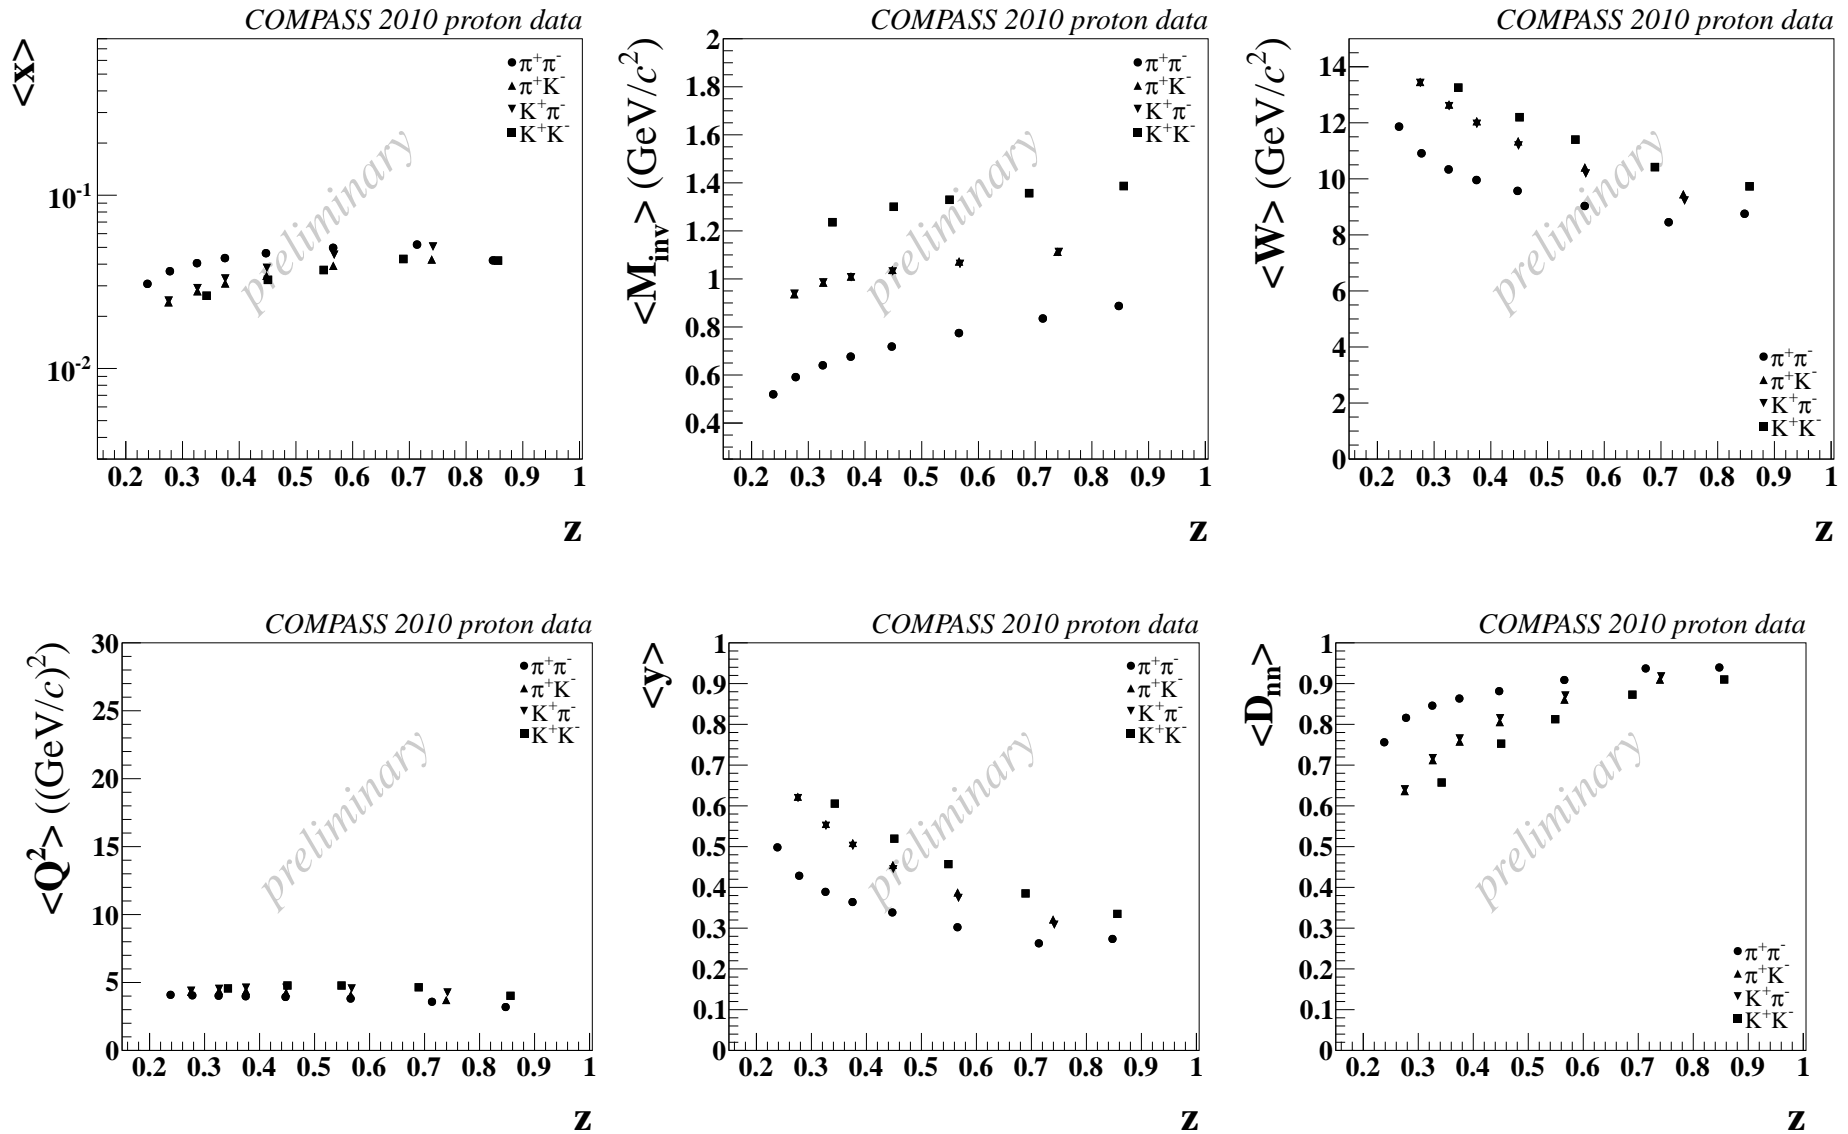 COMPASS 2010 proton data
<x>
π⁺π⁻
π⁺K⁻
K⁺π⁻
K⁺K⁻
preliminary
10⁻¹
10⁻²
0.2 0.3 0.4 0.5 0.6 0.7 0.8 0.9 1
z
COMPASS 2010 proton data
<M_inv> (GeV/c²)
π⁺π⁻
π⁺K⁻
K⁺π⁻
K⁺K⁻
preliminary
2
1.8
1.6
1.4
1.2
1
0.8
0.6
0.4
0.2 0.3 0.4 0.5 0.6 0.7 0.8 0.9 1
z
COMPASS 2010 proton data
<W> (GeV/c²)
preliminary
14
12
10
8
6
4
2
0
π⁺π⁻
π⁺K⁻
K⁺π⁻
K⁺K⁻
0.2 0.3 0.4 0.5 0.6 0.7 0.8 0.9 1
z
COMPASS 2010 proton data
<Q²> ((GeV/c)²)
π⁺π⁻
π⁺K⁻
K⁺π⁻
K⁺K⁻
preliminary
30
25
20
15
10
5
0
0.2 0.3 0.4 0.5 0.6 0.7 0.8 0.9 1
z
COMPASS 2010 proton data
<y>
π⁺π⁻
π⁺K⁻
K⁺π⁻
K⁺K⁻
preliminary
1
0.9
0.8
0.7
0.6
0.5
0.4
0.3
0.2
0.1
0
0.2 0.3 0.4 0.5 0.6 0.7 0.8 0.9 1
z
COMPASS 2010 proton data
<D_nn>
preliminary
1
0.9
0.8
0.7
0.6
0.5
0.4
0.3
0.2
0.1
0
π⁺π⁻
π⁺K⁻
K⁺π⁻
K⁺K⁻
0.2 0.3 0.4 0.5 0.6 0.7 0.8 0.9 1
z